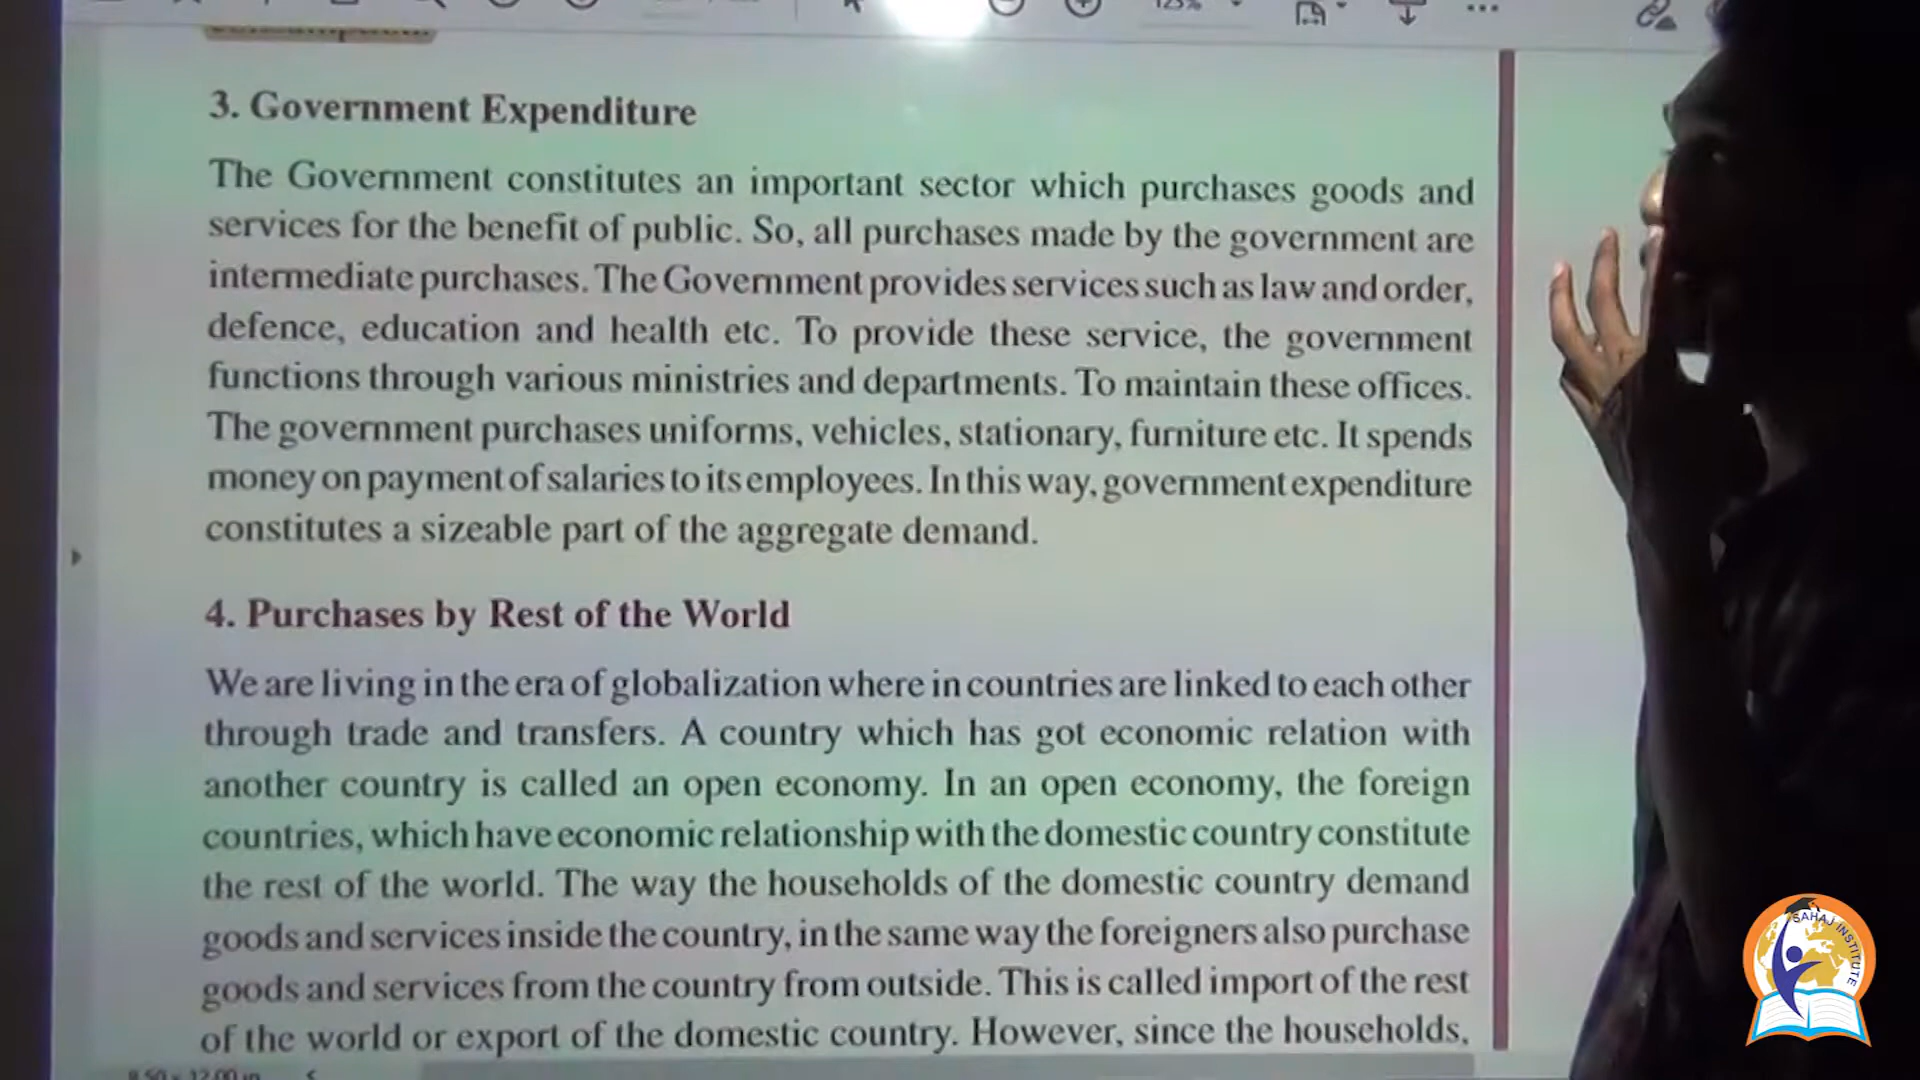 125%
3. Government Expenditure
The Government constitutes an important sector which purchases goods and
services for the benefit of public. So, all purchases made by the government are
intermediate purchases. The Government provides services such as law and order,
defence, education and health etc. To provide these service, the government
functions through various ministries and departments. To maintain these offices.
The government purchases uniforms, vehicles, stationary, furniture etc. It spends
money on payment of salaries to its employees. In this way, government expenditure
constitutes a sizeable part of the aggregate demand.
4. Purchases by Rest of the World
We are living in the era of globalization where in countries are linked to each other
through trade and transfers. A country which has got economic relation with
another country is called an open economy. In an open economy, the foreign
countries, which have economic relationship with the domestic country constitute
the rest of the world. The way the households of the domestic country demand
goods and services inside the country, in the same way the foreigners also purchase
goods and services from the country from outside. This is called import of the rest
of the world or export of the domestic country. However, since the households,
8.50 x 12.00 in
SAHAJ INSTITUTE